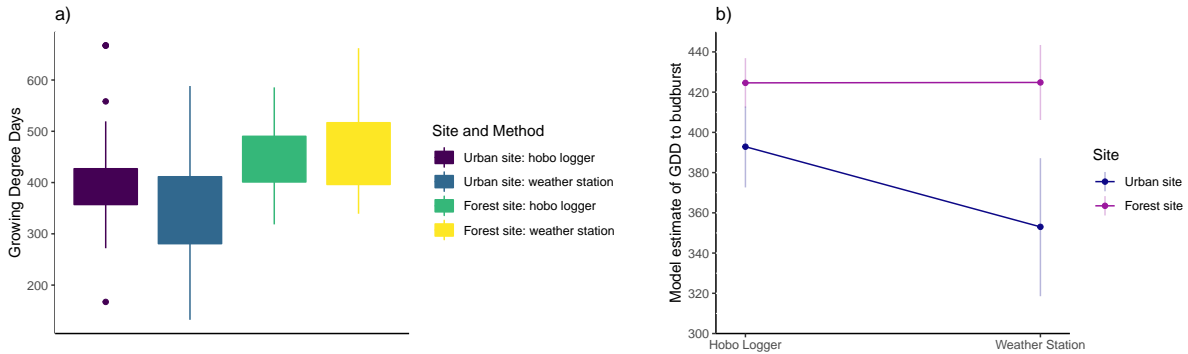 a)
Growing Degree Days
600
500
400
300
200
Site and Method
Urban site: hobo logger
Urban site: weather station
Forest site: hobo logger
Forest site: weather station
b)
Model estimate of GDD to budburst
440
420
400
380
360
340
320
300
Hobo Logger
Weather Station
Site
Urban site
Forest site